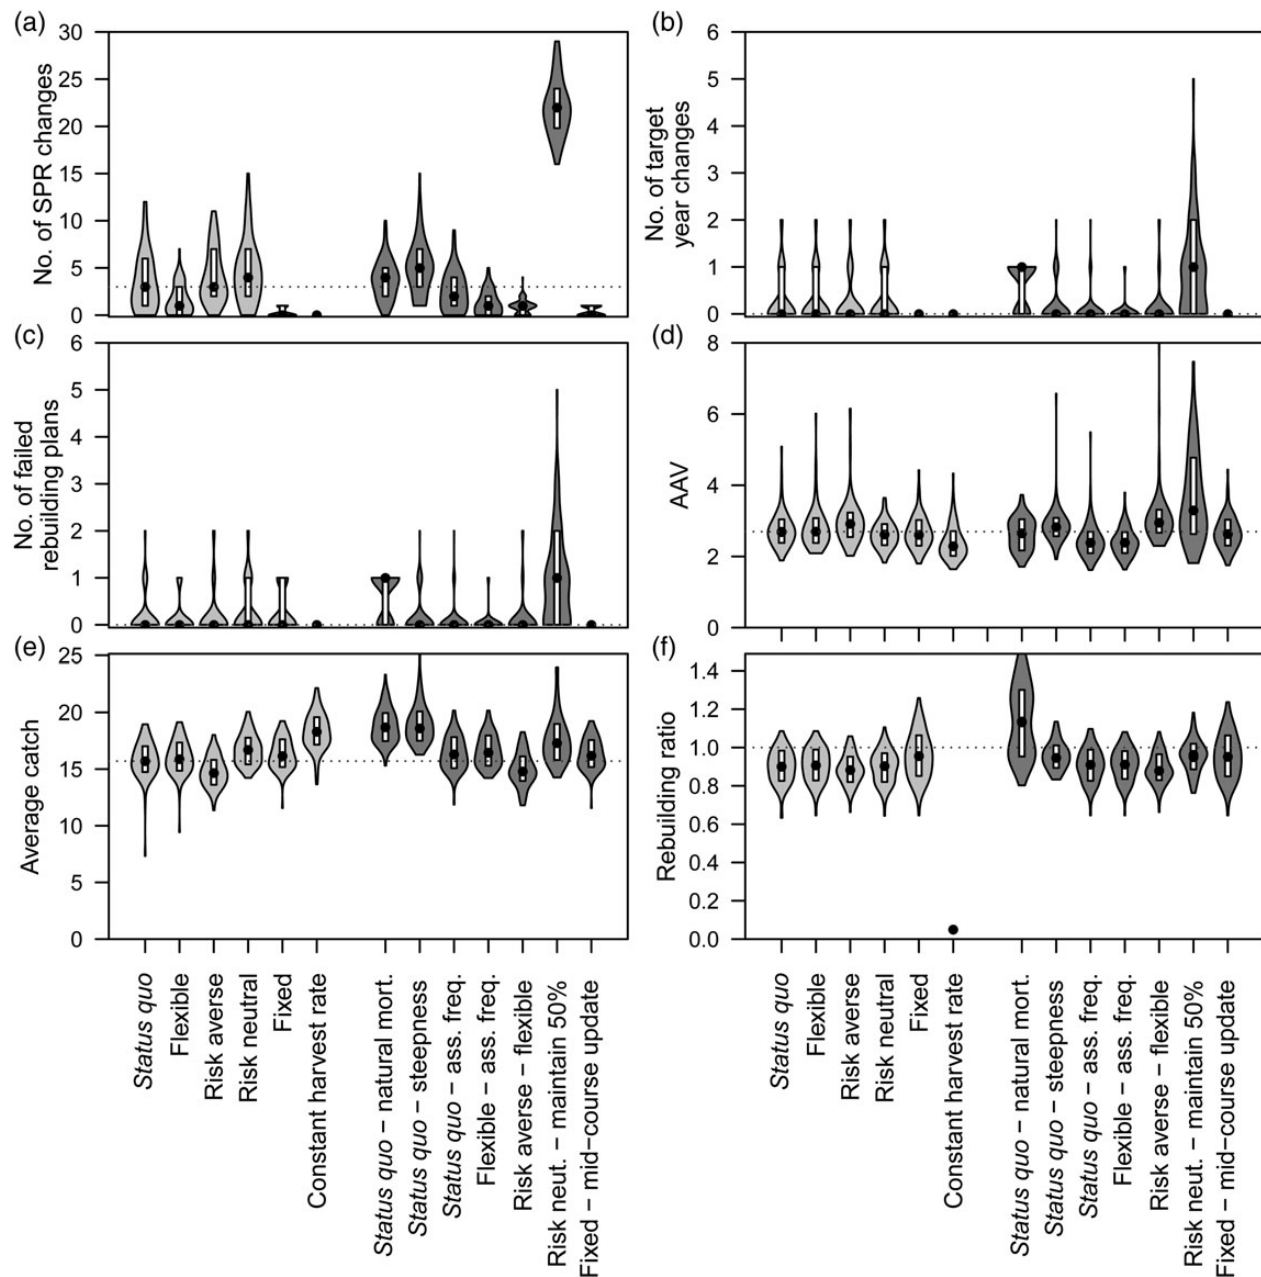 (a)
No. of SPR changes
30
25
20
15
10
5
0
(b)
No. of target
year changes
6
5
4
3
2
1
0
(c)
No. of failed
rebuilding plans
6
5
4
3
2
1
0
(d)
AAV
8
6
4
2
0
(e)
Average catch
25
20
15
10
5
0
(f)
Rebuilding ratio
1.4
1.2
1.0
0.8
0.6
0.4
0.2
0.0
Status quo
Flexible
Risk averse
Risk neutral
Fixed
Constant harvest rate
Status quo − natural mort.
Status quo − steepness
Status quo − ass. freq.
Flexible − ass. freq.
Risk averse − flexible
Risk neut. − maintain 50%
Fixed − mid−course update
Status quo
Flexible
Risk averse
Risk neutral
Fixed
Constant harvest rate
Status quo − natural mort.
Status quo − steepness
Status quo − ass. freq.
Flexible − ass. freq.
Risk averse − flexible
Risk neut. − maintain 50%
Fixed − mid−course update